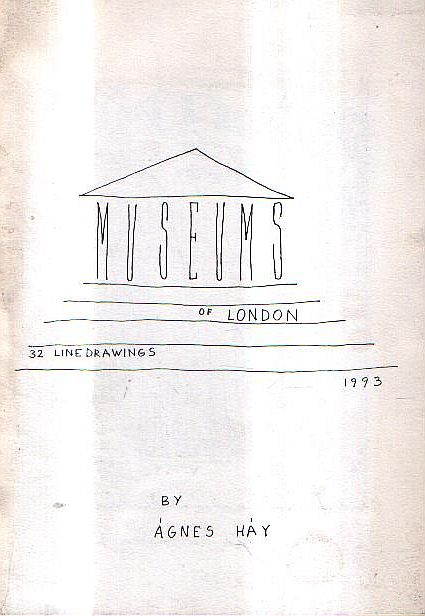 MUSEUMS
OF LONDON
32 LINE DRAWINGS
1993
BY
ÁGNES HÁY